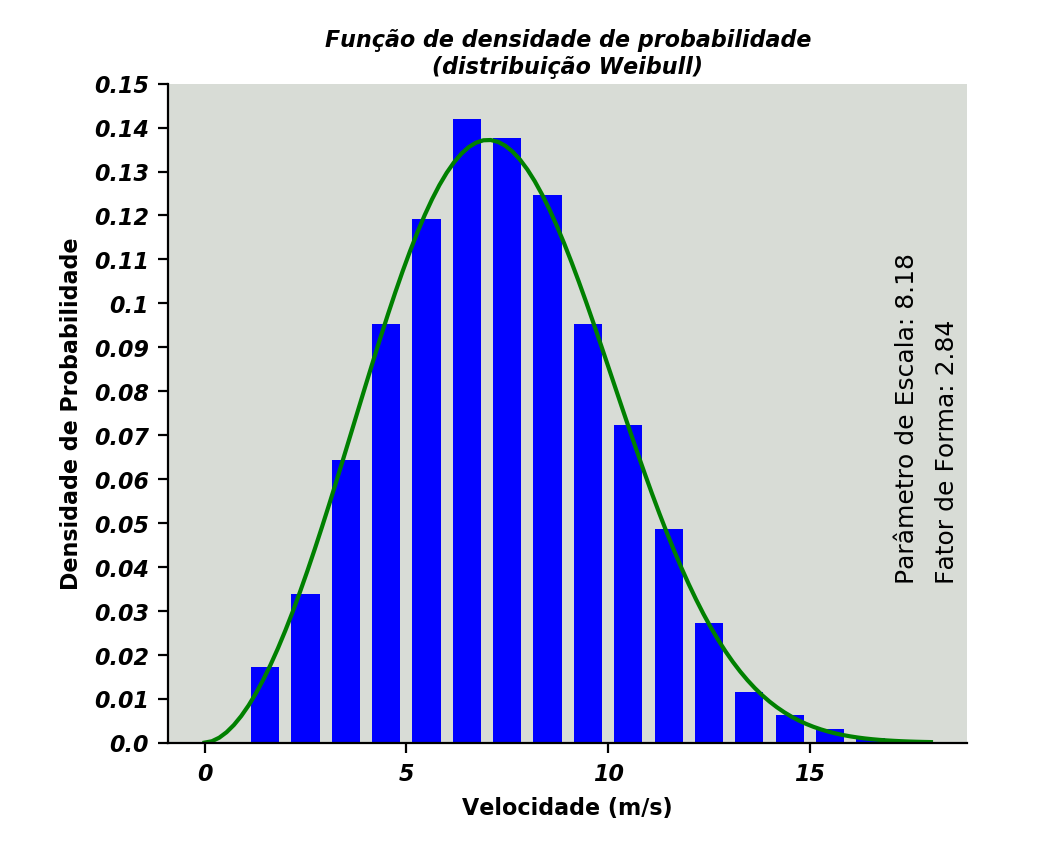 Função de densidade de probabilidade
(distribuição Weibull)
0.15
0.14
0.13
0.12
0.11
0.1
0.09
0.08
0.07
0.06
0.05
0.04
0.03
0.02
0.01
0.0
Densidade de Probabilidade
Parâmetro de Escala: 8.18
Fator de Forma: 2.84
0 5 10 15
Velocidade (m/s)